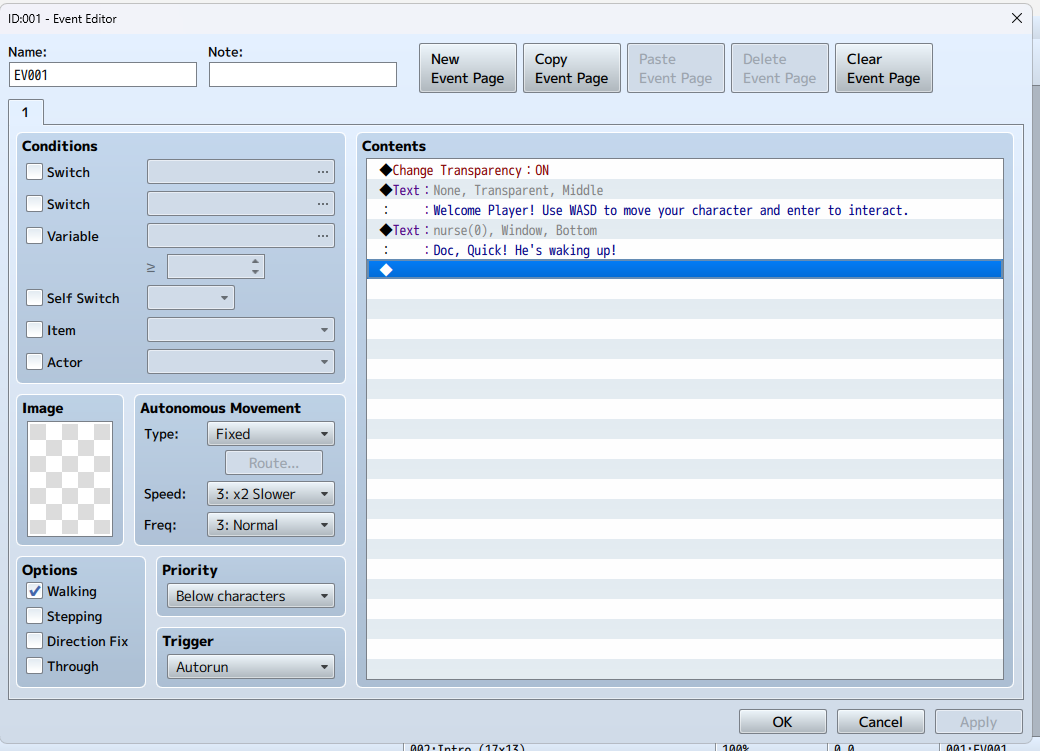 ID:001 - Event Editor
Name:
Note:
EV001
New
Event Page
Copy
Event Page
Paste
Event Page
Delete
Event Page
Clear
Event Page
1
Conditions
Switch
...
Switch
...
Variable
...
≥
Self Switch
Item
Actor
Image
Autonomous Movement
Type:
Fixed
Route...
Speed:
3: x2 Slower
Freq:
3: Normal
Options
Walking
Stepping
Direction Fix
Through
Priority
Below characters
Trigger
Autorun
Contents
◆Change Transparency：ON
◆Text：None, Transparent, Middle
：　：Welcome Player! Use WASD to move your character and enter to interact.
◆Text：nurse(0), Window, Bottom
：　：Doc, Quick! He's waking up!
◆
OK
Cancel
Apply
002:Intro (17x13)
100%
0,0
001:EV001